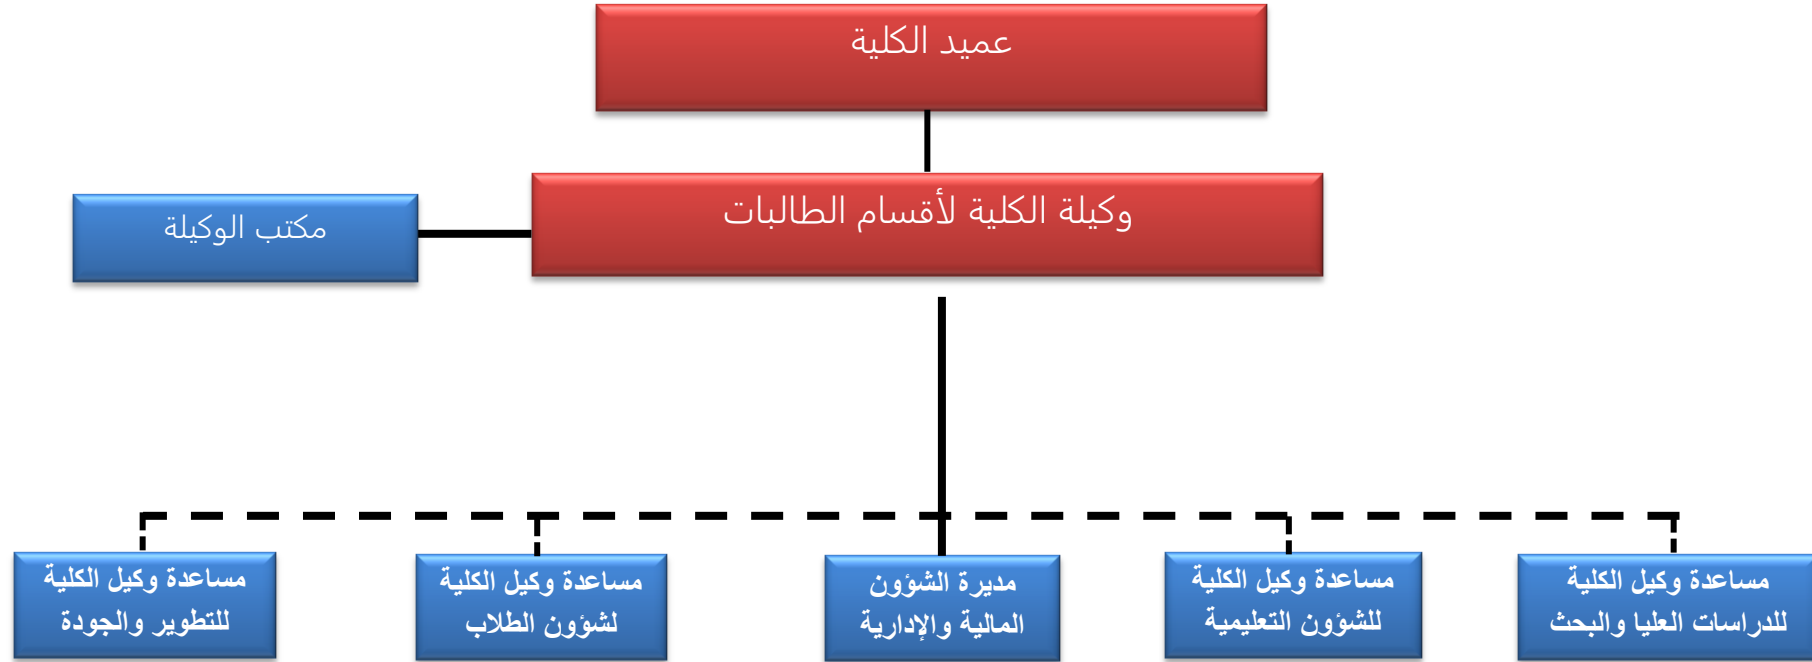 عميد الكلية
وكيلة الكلية لأقسام الطالبات
مكتب الوكيلة
مساعدة وكيل الكلية
للدراسات العليا والبحث
مساعدة وكيل الكلية
للشؤون التعليمية
مديرة الشؤون
المالية والإدارية
مساعدة وكيل الكلية
لشؤون الطلاب
مساعدة وكيل الكلية
للتطوير والجودة